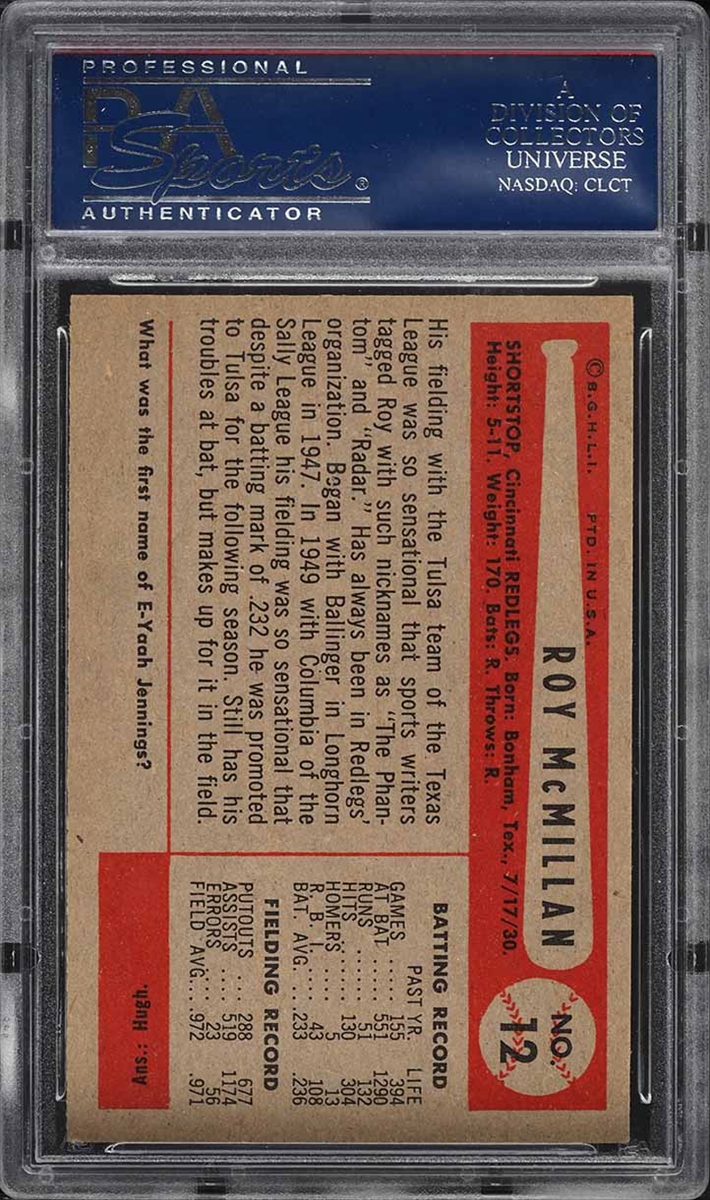 PROFESSIONAL
PSA
Sports®
AUTHENTICATOR
A
DIVISION OF
COLLECTORS
UNIVERSE
NASDAQ: CLCT
© B.G.H.L.I. PTD. IN U.S.A.
ROY McMILLAN
NO.
12
SHORTSTOP, Cincinnati REDLEGS. Born: Bonham, Tex., 7/17/30.
Height: 5-11. Weight: 170. Bats: R. Throws: R.
His fielding with the Tulsa team of the Texas
League was so sensational that sports writers
tagged Roy with such nicknames as "The Phan-
tom" and "Radar." Has always been in Redlegs'
organization. Began with Ballinger in Longhorn
League in 1947. In 1949 with Columbia of the
Sally League his fielding was so sensational that
despite a batting mark of .232 he was promoted
to Tulsa for the following season. Still has his
troubles at bat, but makes up for it in the field.
BATTING RECORD
PAST YR. LIFE
GAMES ..... 155 394
AT BAT ..... 551 1290
RUNS ..... 51 132
HITS ..... 130 304
HOMERS ..... 5 13
R. B. I. .... 43 108
BAT. AVG. ... .233 .236
FIELDING RECORD
PUTOUTS ... 288 677
ASSISTS ... 519 1174
ERRORS ... 23 56
FIELD AVG... .972 .971
What was the first name of E-Yaah Jennings?
Ans.: Hugh.